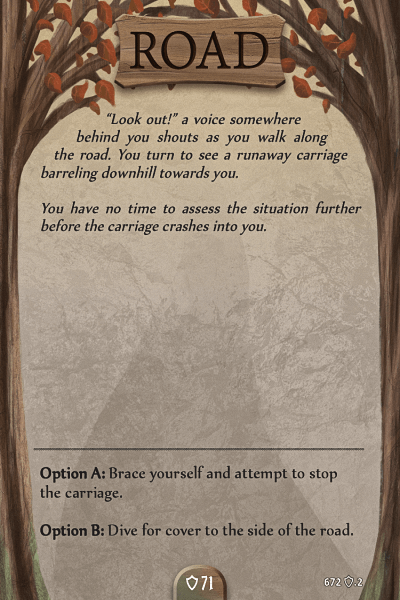 ROAD
“Look out!” a voice somewhere
behind you shouts as you walk along
the road. You turn to see a runaway carriage
barreling downhill towards you.
You have no time to assess the situation further
before the carriage crashes into you.
Option A: Brace yourself and attempt to stop
the carriage.
Option B: Dive for cover to the side of the road.
71
672 -2